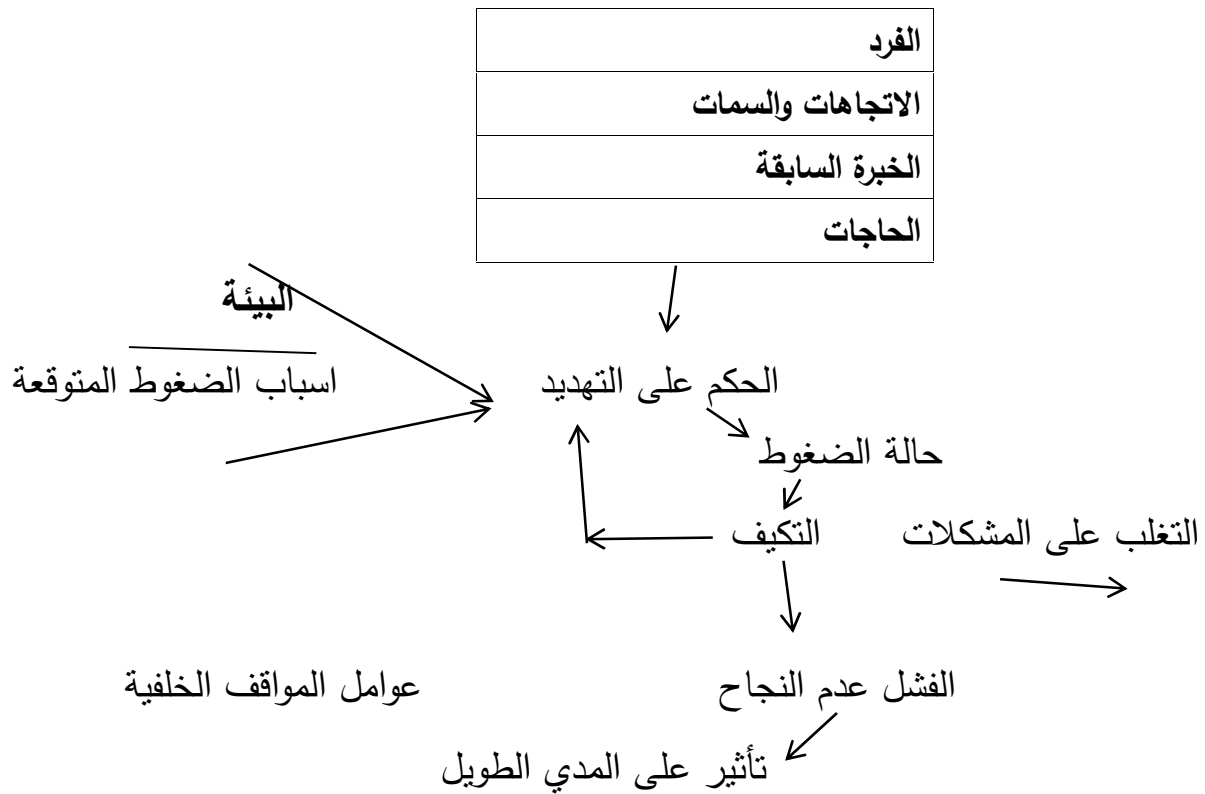 الفرد
الاتجاهات والسمات
الخبرة السابقة
الحاجات
البيئة
الحكم على التهديد
اسباب الضغوط المتوقعة
حالة الضغوط
التغلب على المشكلات
التكيف
الفشل عدم النجاح
عوامل المواقف الخلفية
تأثير على المدي الطويل